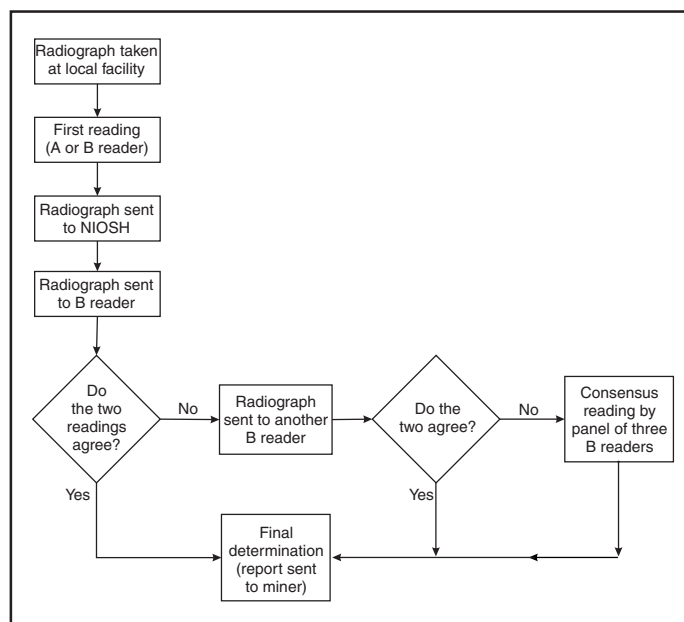 Radiograph taken
at local facility
First reading
(A or B reader)
Radiograph sent
to NIOSH
Radiograph sent
to B reader
Do
the two
readings
agree?
No
Radiograph
sent to another
B reader
Do the
two agree?
No
Consensus
reading by
panel of three
B readers
Yes
Yes
Final
determination
(report sent
to miner)